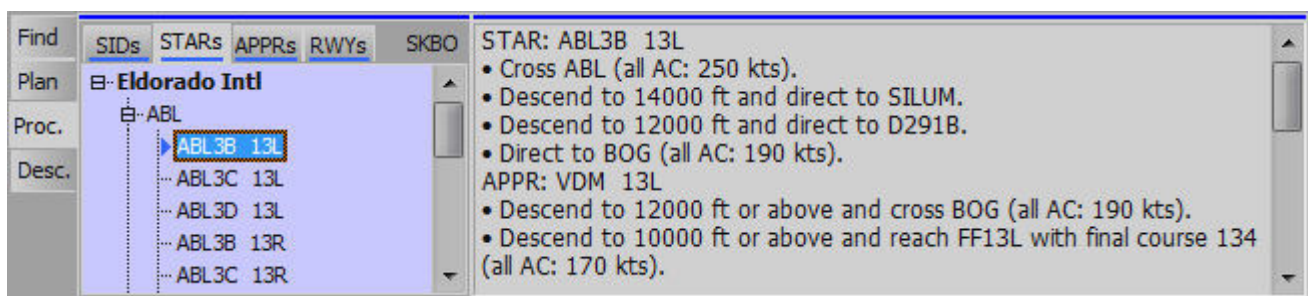 Find
Plan
Proc.
Desc.
SIDs STARs APPRs RWYs SKBO
Eldorado Intl
ABL
ABL3B 13L
ABL3C 13L
ABL3D 13L
ABL3B 13R
ABL3C 13R
STAR: ABL3B 13L
• Cross ABL (all AC: 250 kts).
• Descend to 14000 ft and direct to SILUM.
• Descend to 12000 ft and direct to D291B.
• Direct to BOG (all AC: 190 kts).
APPR: VDM 13L
• Descend to 12000 ft or above and cross BOG (all AC: 190 kts).
• Descend to 10000 ft or above and reach FF13L with final course 134
(all AC: 170 kts).